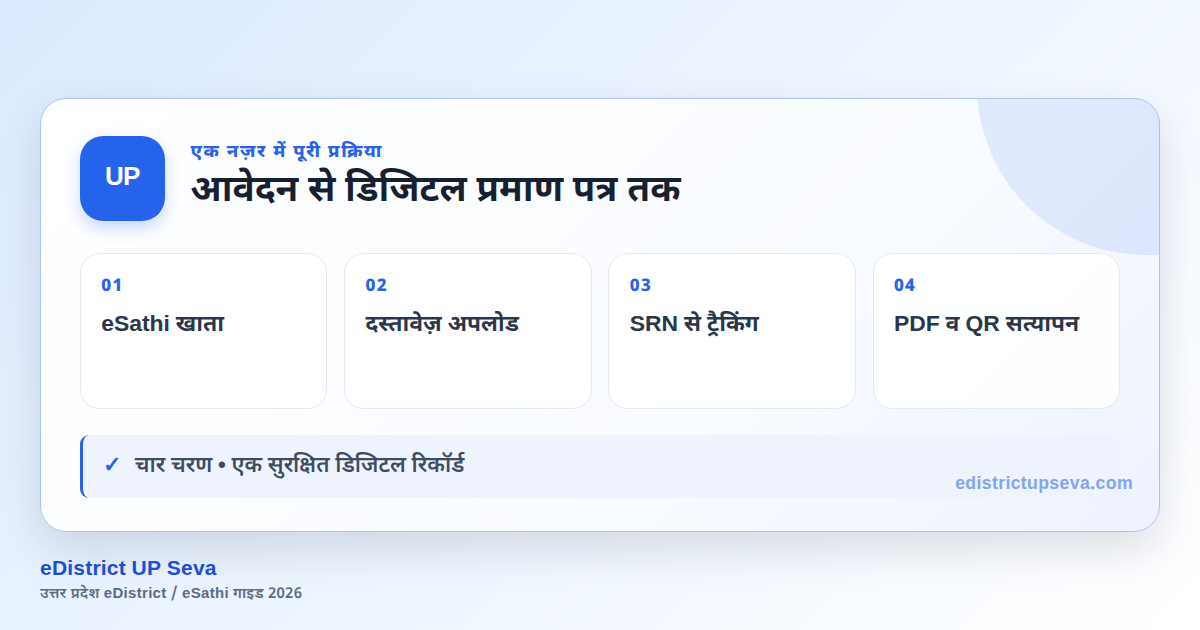 UP
एक नज़र में पूरी प्रक्रिया
आवेदन से डिजिटल प्रमाण पत्र तक
01
eSathi खाता
02
दस्तावेज़ अपलोड
03
SRN से ट्रैकिंग
04
PDF व QR सत्यापन
✓ चार चरण • एक सुरक्षित डिजिटल रिकॉर्ड
edistrictupseva.com
eDistrict UP Seva
उत्तर प्रदेश eDistrict / eSathi गाइड 2026